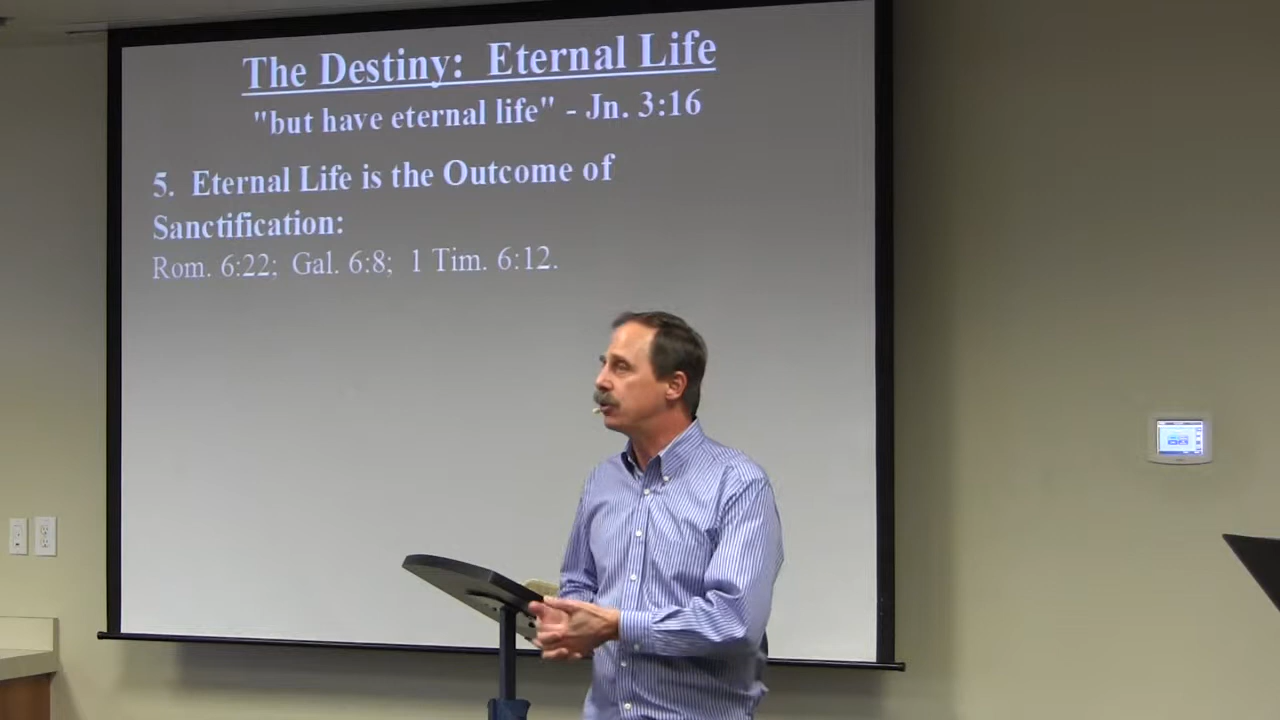 The Destiny: Eternal Life
"but have eternal life" - Jn. 3:16
5. Eternal Life is the Outcome of
Sanctification:
Rom. 6:22; Gal. 6:8; 1 Tim. 6:12.